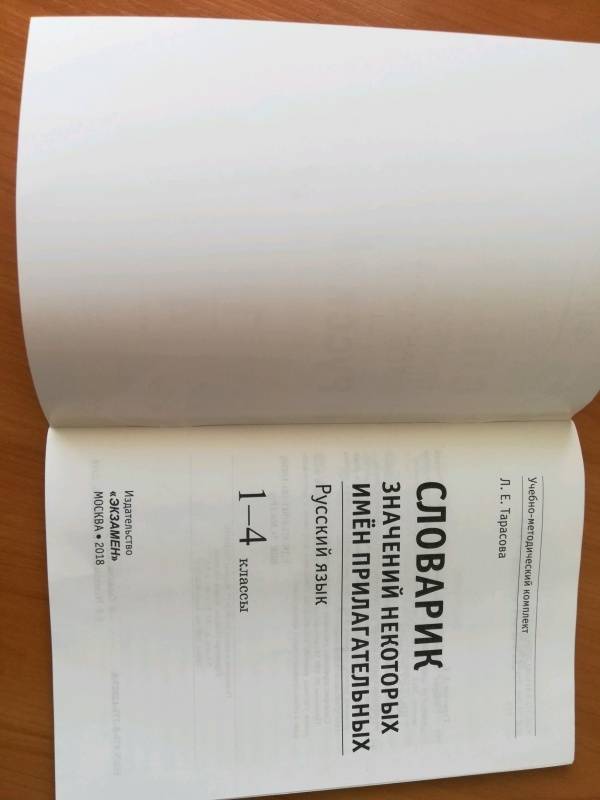 Учебно-методический комплект
Л. Е. Тарасова
СЛОВАРИК
ЗНАЧЕНИЙ НЕКОТОРЫХ
ИМЁН ПРИЛАГАТЕЛЬНЫХ
Русский язык
1–4 классы
Издательство
«ЭКЗАМЕН»
МОСКВА • 2018